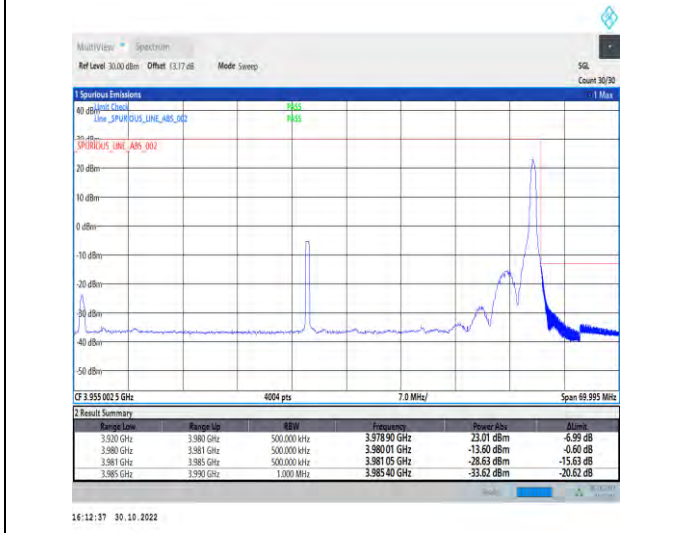 MultiView Spectrum
Ref Level 30.00 dBm Offset 13.17 dB Mode Sweep SGL
Count 30/30
1 Spurious Emissions 1 Max
40 dBm Limit Check PASS
Line _SPURIOUS_LINE_ABS_002 PASS
_SPURIOUS_LINE_ABS_002
20 dBm
10 dBm
0 dBm
-10 dBm
-20 dBm
-30 dBm
-40 dBm
-50 dBm
CF 3.955 002 5 GHz 4004 pts 7.0 MHz/ Span 69.995 MHz
2 Result Summary
Range Low Range Up RBW Frequency Power Abs ΔLimit
3.920 GHz 3.980 GHz 500.000 kHz 3.978 90 GHz 23.01 dBm -6.99 dB
3.980 GHz 3.981 GHz 500.000 kHz 3.980 01 GHz -13.60 dBm -0.60 dB
3.981 GHz 3.985 GHz 500.000 kHz 3.981 05 GHz -28.63 dBm -15.63 dB
3.985 GHz 3.990 GHz 1.000 MHz 3.985 40 GHz -33.62 dBm -20.62 dB
16:12:37 30.10.2022